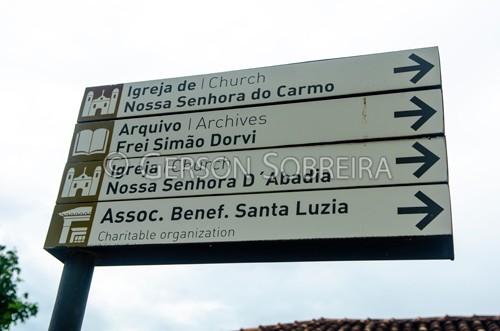 Igreja de | Church
Nossa Senhora do Carmo
Arquivo | Archives
Frei Simão Dorvi
© Gerson Sobreira
Igreja | Church
Nossa Senhora D´Abadia
Assoc. Benef. Santa Luzia
Charitable organization